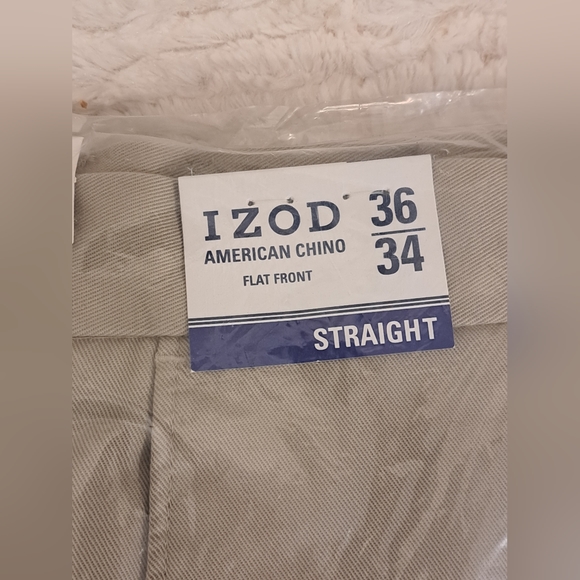 IZOD
AMERICAN CHINO
FLAT FRONT
36
34
STRAIGHT